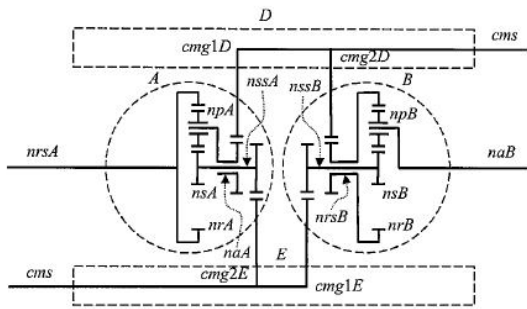 D
cms
cmg1D
cmg2D
A
nssA
nssB
B
npA
npB
nrsA
naB
nsA
nsB
nrsB
nrA
naA
nrB
E
cms
cmg2E
cmg1E